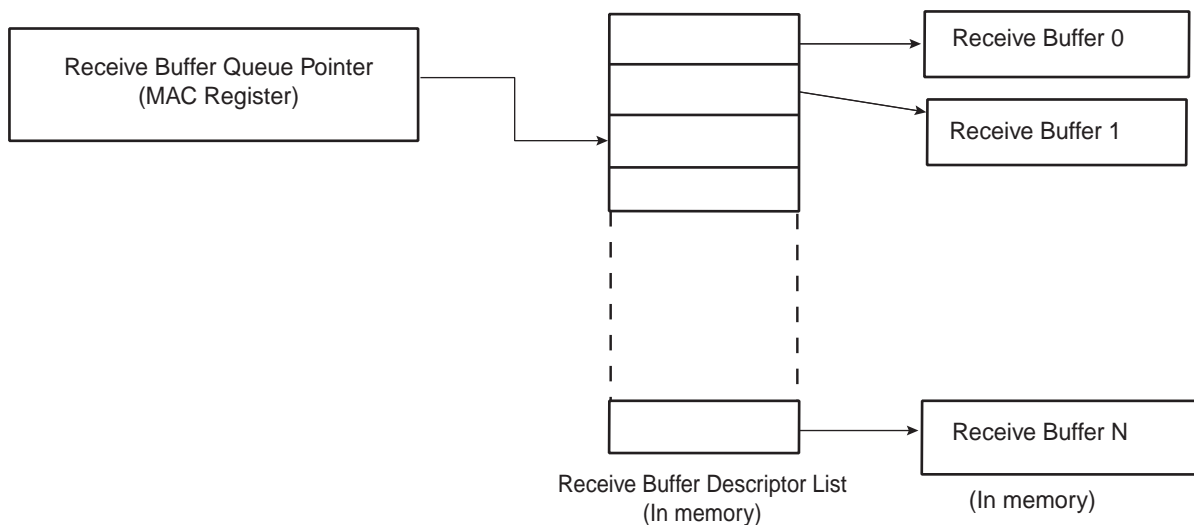 Receive Buffer Queue Pointer
(MAC Register)
Receive Buffer 0
Receive Buffer 1
Receive Buffer N
Receive Buffer Descriptor List
(In memory)
(In memory)